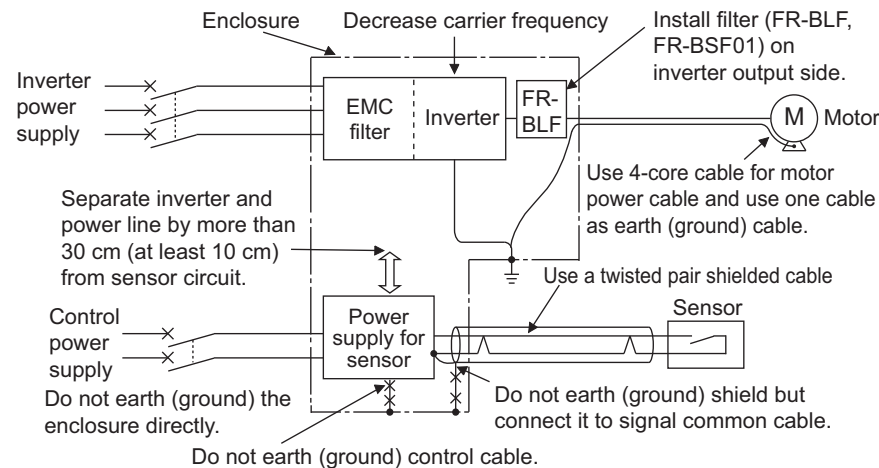 Enclosure
Decrease carrier frequency
Install filter (FR-BLF,
FR-BSF01) on
inverter output side.
Inverter
power
supply
EMC
filter
Inverter
FR-
BLF
M
Motor
Use 4-core cable for motor
power cable and use one cable
as earth (ground) cable.
Separate inverter and
power line by more than
30 cm (at least 10 cm)
from sensor circuit.
Use a twisted pair shielded cable
Control
power
supply
Power
supply for
sensor
Sensor
Do not earth (ground) the
enclosure directly.
Do not earth (ground) shield but
connect it to signal common cable.
Do not earth (ground) control cable.